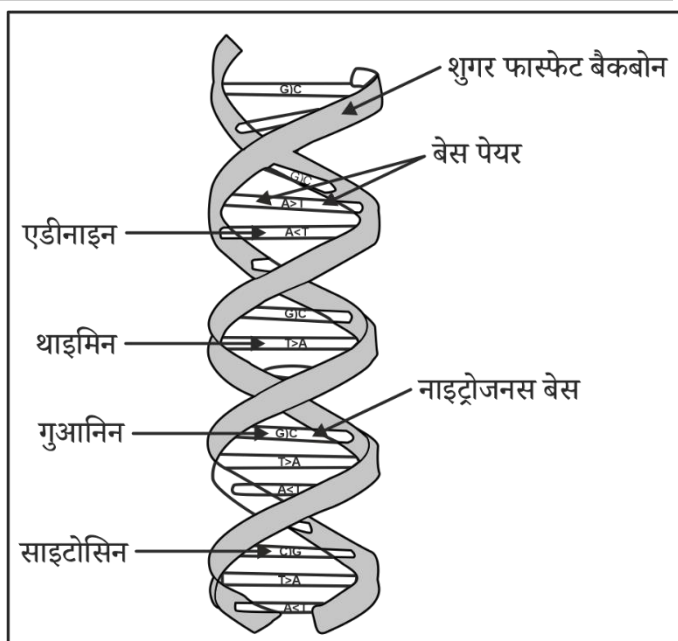 G)C
शुगर फास्फेट बैकबोन
बेस पेयर
G)C
A>T
एडीनाइन
A<T
G)C
थाइमिन
T>A
नाइट्रोजनस बेस
गुआनिन
G)C
T>A
A<T
साइटोसिन
C)G
T>A
A<T